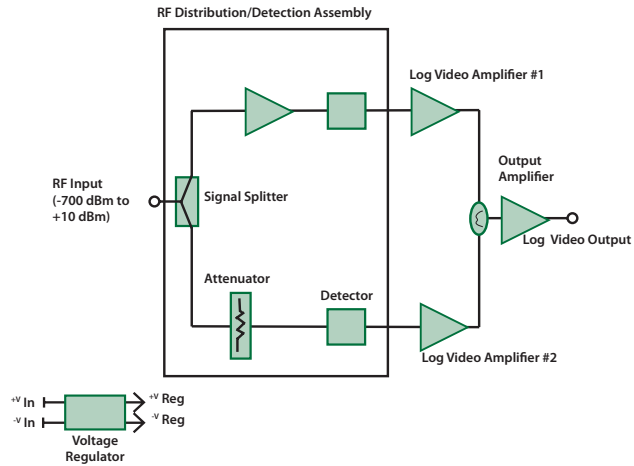 RF Distribution/Detection Assembly
Log Video Amplifier #1
RF Input
(-700 dBm to
+10 dBm)
Signal Splitter
Output
Amplifier
Log Video Output
Attenuator
Detector
Log Video Amplifier #2
+V In
+V Reg
-V In
-V Reg
Voltage
Regulator